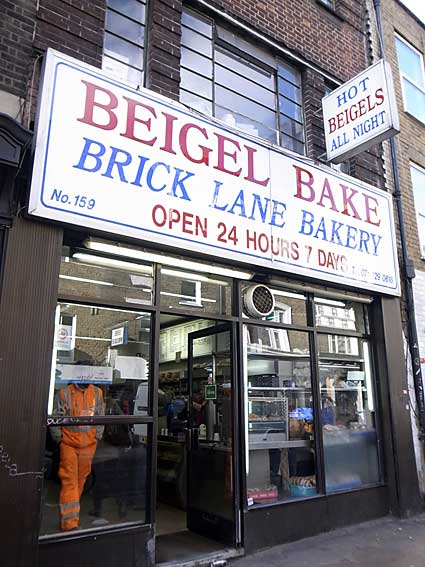 BEIGEL BAKE
BRICK LANE BAKERY
No. 159
OPEN 24 HOURS 7 DAYS
HOT
BEIGELS
ALL NIGHT